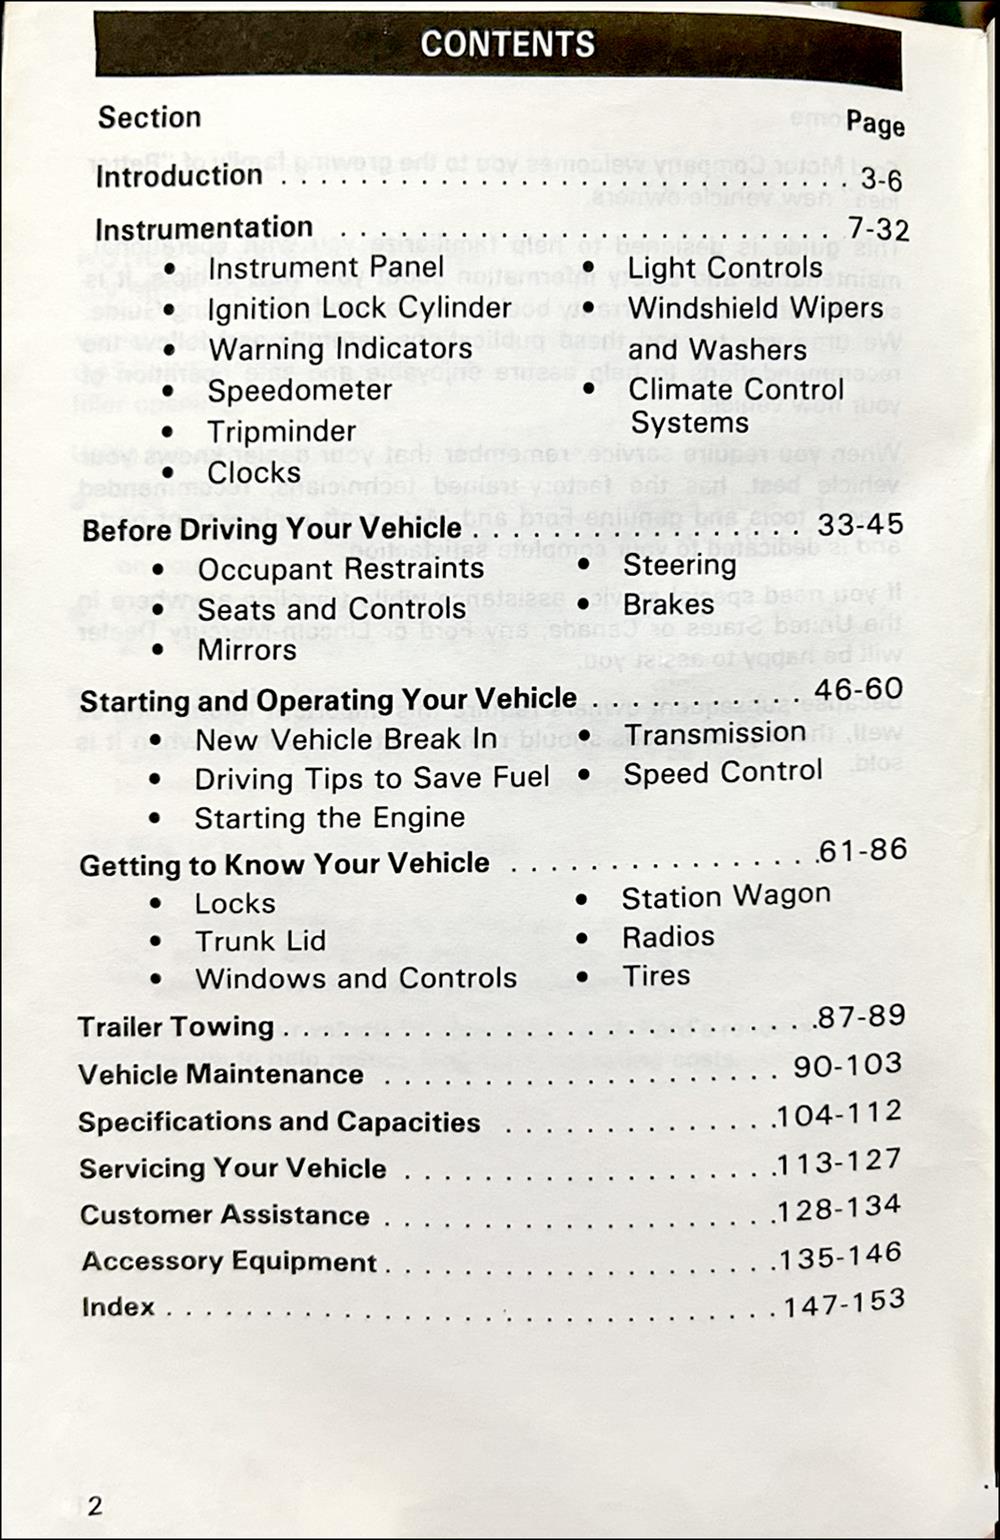 CONTENTS
Section Page
Introduction . . . . . . . . . . . . . . . . . . . . . . . . . . . . . 3-6
Instrumentation . . . . . . . . . . . . . . . . . . . . . . . . . 7-32
• Instrument Panel • Light Controls
• Ignition Lock Cylinder • Windshield Wipers
• Warning Indicators and Washers
• Speedometer • Climate Control
Systems
• Tripminder
• Clocks
Before Driving Your Vehicle . . . . . . . . . . . . . . . . . 33-45
• Occupant Restraints • Steering
• Seats and Controls • Brakes
• Mirrors
Starting and Operating Your Vehicle . . . . . . . . . . . 46-60
• New Vehicle Break In • Transmission
• Driving Tips to Save Fuel • Speed Control
• Starting the Engine
Getting to Know Your Vehicle . . . . . . . . . . . . . . . .61-86
• Locks • Station Wagon
• Trunk Lid • Radios
• Windows and Controls • Tires
Trailer Towing . . . . . . . . . . . . . . . . . . . . . . . . . . .87-89
Vehicle Maintenance . . . . . . . . . . . . . . . . . . . . 90-103
Specifications and Capacities . . . . . . . . . . . . . .104-112
Servicing Your Vehicle . . . . . . . . . . . . . . . . . . .113-127
Customer Assistance . . . . . . . . . . . . . . . . . . . .128-134
Accessory Equipment . . . . . . . . . . . . . . . . . . . .135-146
Index . . . . . . . . . . . . . . . . . . . . . . . . . . . . . . . 147-153
2